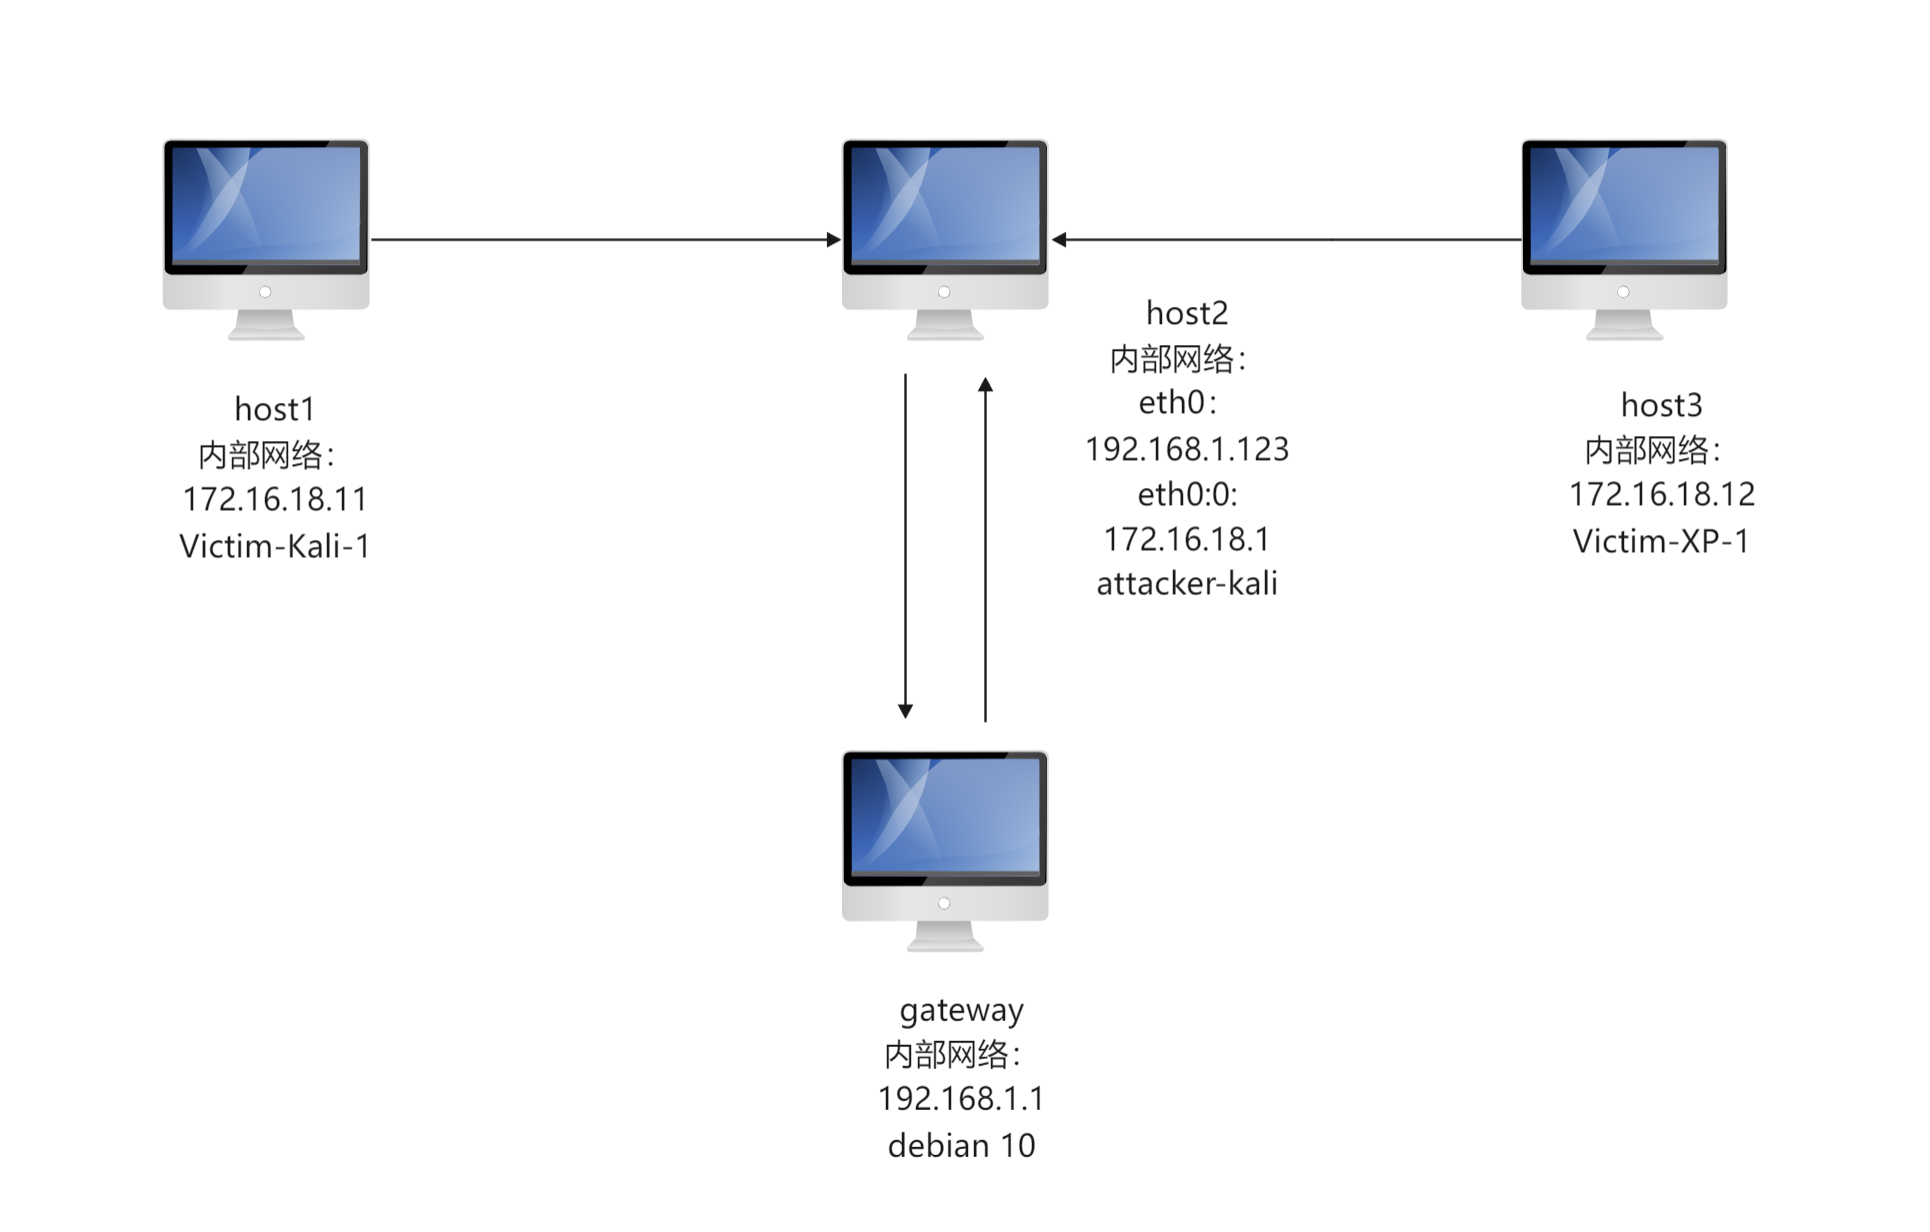 host1
内部网络：
172.16.18.11
Victim-Kali-1
host2
内部网络：
eth0：
192.168.1.123
eth0:0:
172.16.18.1
attacker-kali
host3
内部网络：
172.16.18.12
Victim-XP-1
gateway
内部网络：
192.168.1.1
debian 10